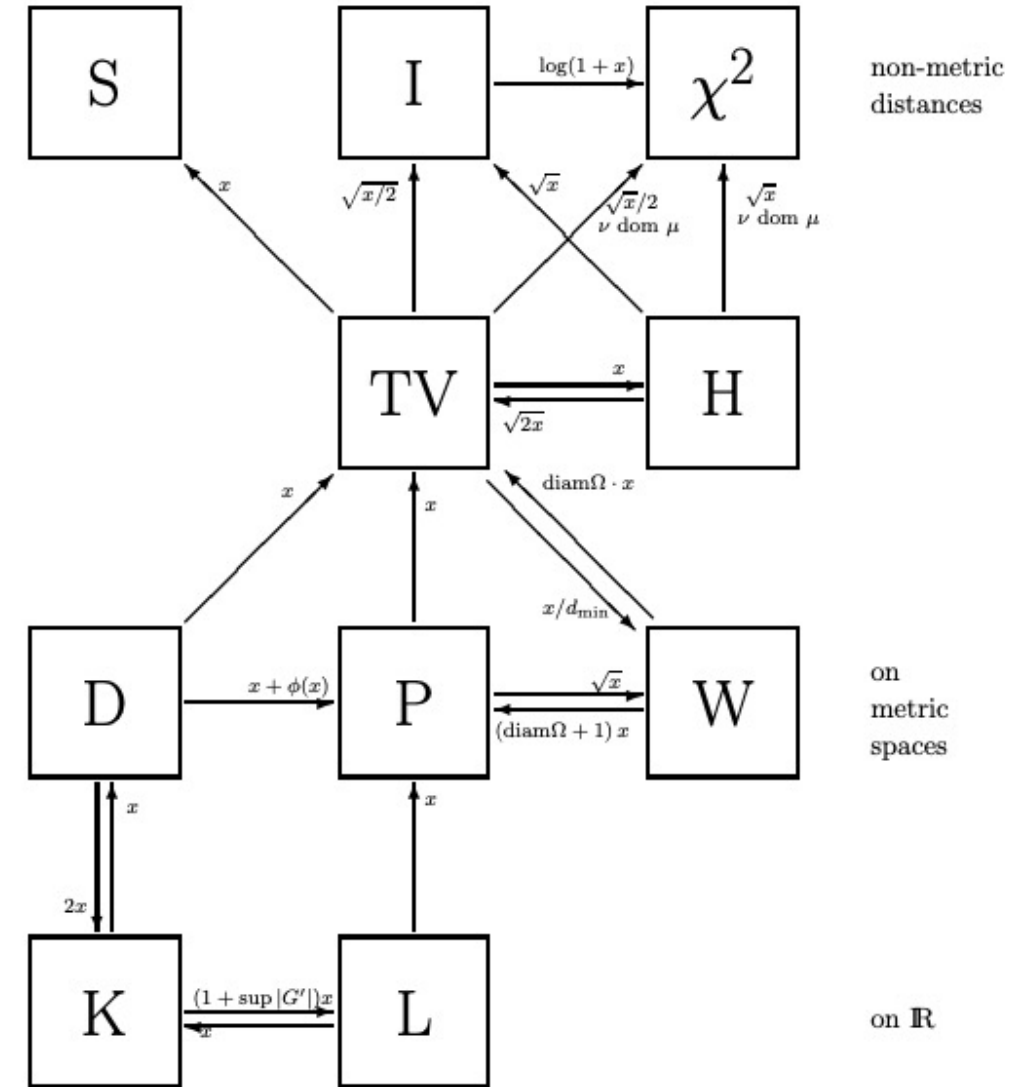 S
I
log(1 + x)
χ²
non-metric
distances
x
√x/2
√x
√x/2
ν dom μ
√x
ν dom μ
TV
x
√2x
H
x
x
diamΩ · x
x/d_min
D
x + ϕ(x)
P
√x
(diamΩ + 1) x
W
on
metric
spaces
x
2x
x
K
(1 + sup |G′|)x
x
L
on ℝ